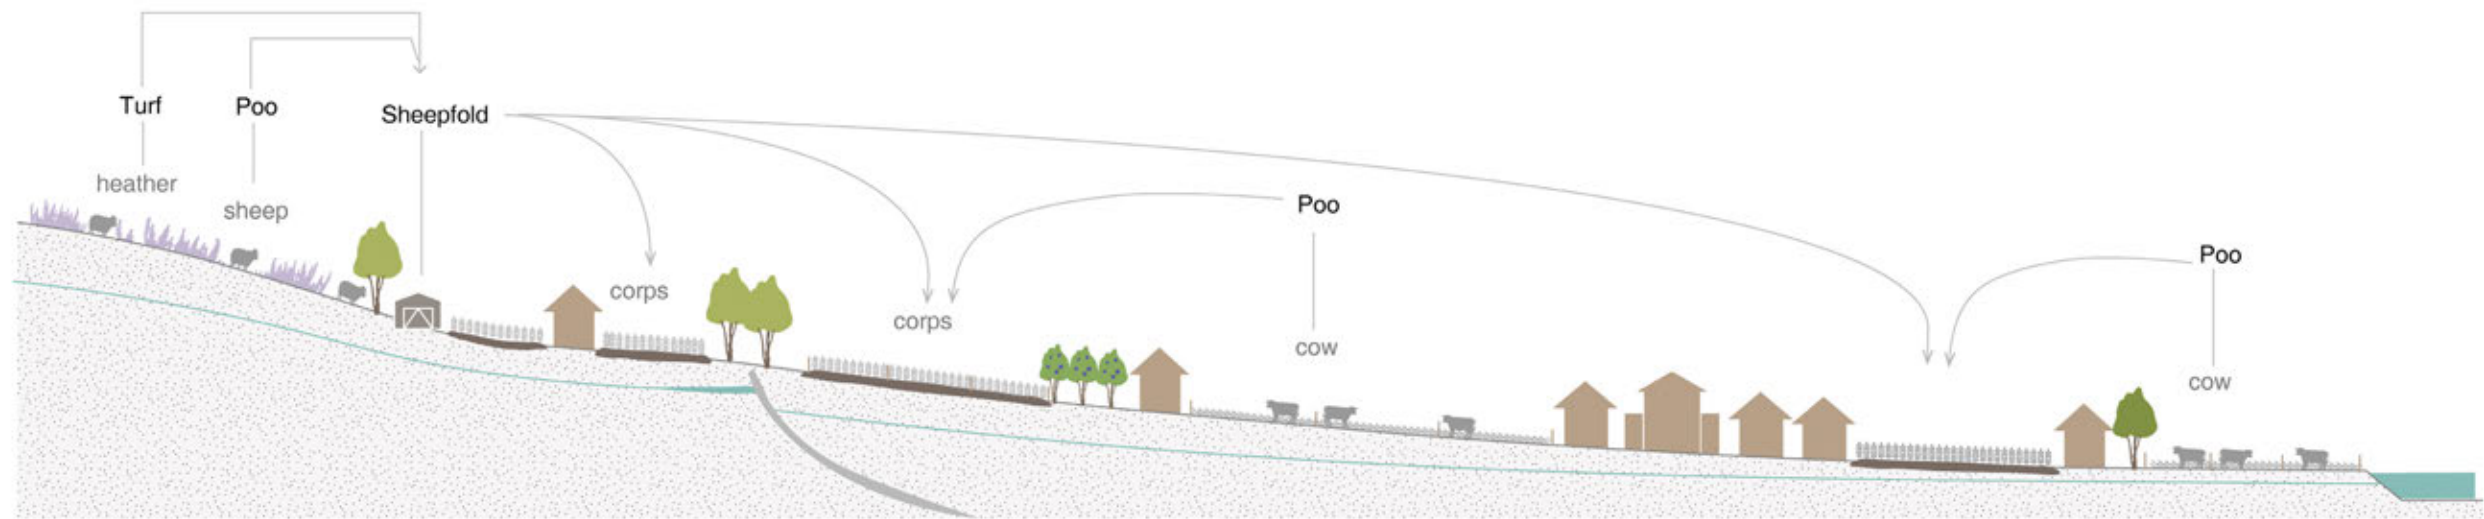 Turf
Poo
Sheepfold
heather
sheep
Poo
Poo
corps
corps
cow
cow